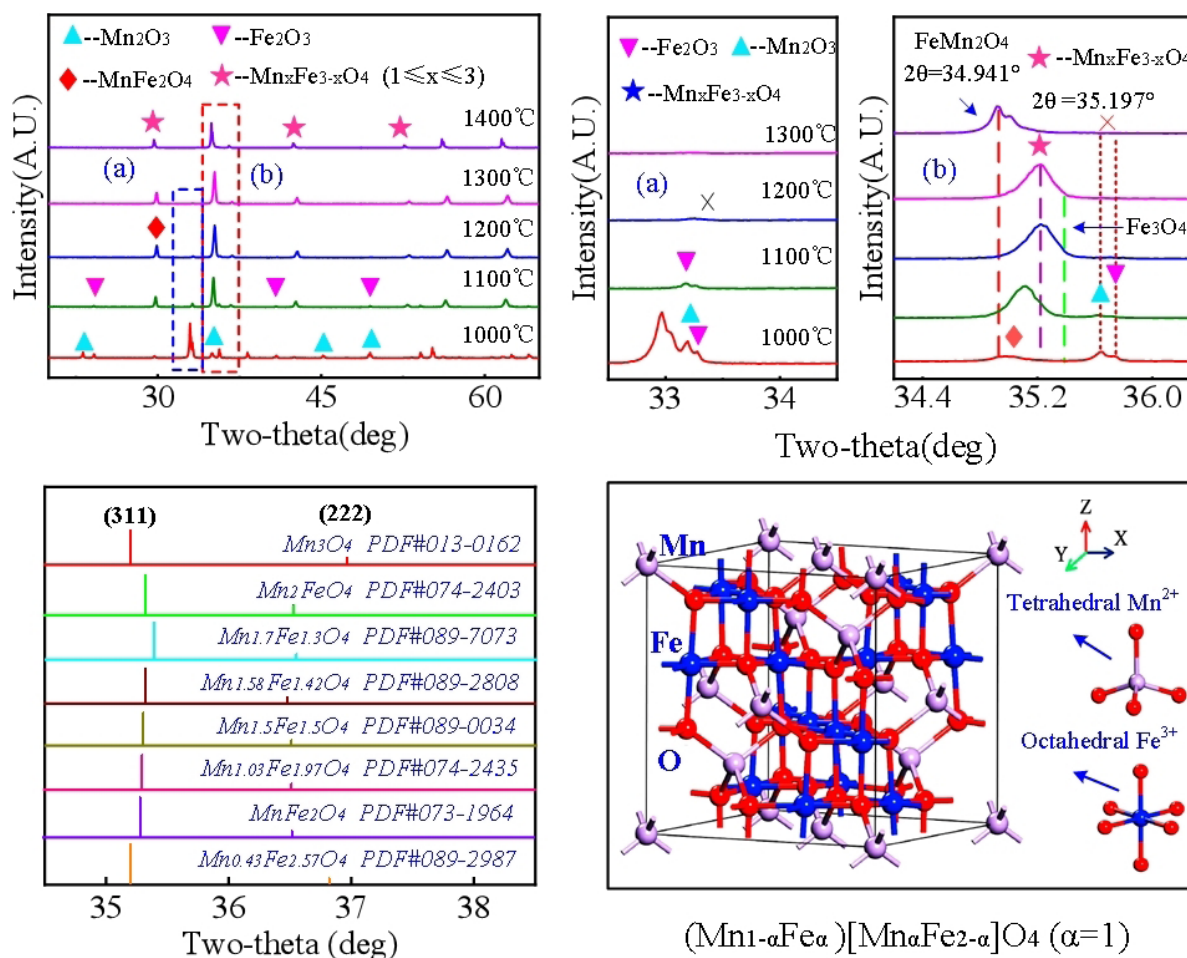 --Mn2O3 --Fe2O3
--MnFe2O4 --MnxFe3-xO4 (1≤x≤3)
1400℃
(a) (b)
1300℃
1200℃
1100℃
1000℃
Intensity(A.U.)
30 45 60
Two-theta(deg)
--Fe2O3 --Mn2O3
--MnxFe3-xO4
1300℃
(a)
1200℃
X
1100℃
1000℃
Intensity(A.U.)
33 34
FeMn2O4 --MnxFe3-xO4
2θ=34.941° 2θ =35.197°
X
(b)
Fe3O4
Intensity(A.U.)
34.4 35.2 36.0
Two-theta(deg)
(311) (222)
Mn3O4 PDF#013-0162
Mn2FeO4 PDF#074-2403
Mn1.7Fe1.3O4 PDF#089-7073
Mn1.58Fe1.42O4 PDF#089-2808
Mn1.5Fe1.5O4 PDF#089-0034
Mn1.03Fe1.97O4 PDF#074-2435
MnFe2O4 PDF#073-1964
Mn0.43Fe2.57O4 PDF#089-2987
35 36 37 38
Two-theta (deg)
Mn
Fe
O
Z
Y X
Tetrahedral Mn2+
Octahedral Fe3+
(Mn1-αFeα)[MnαFe2-α]O4 (α=1)